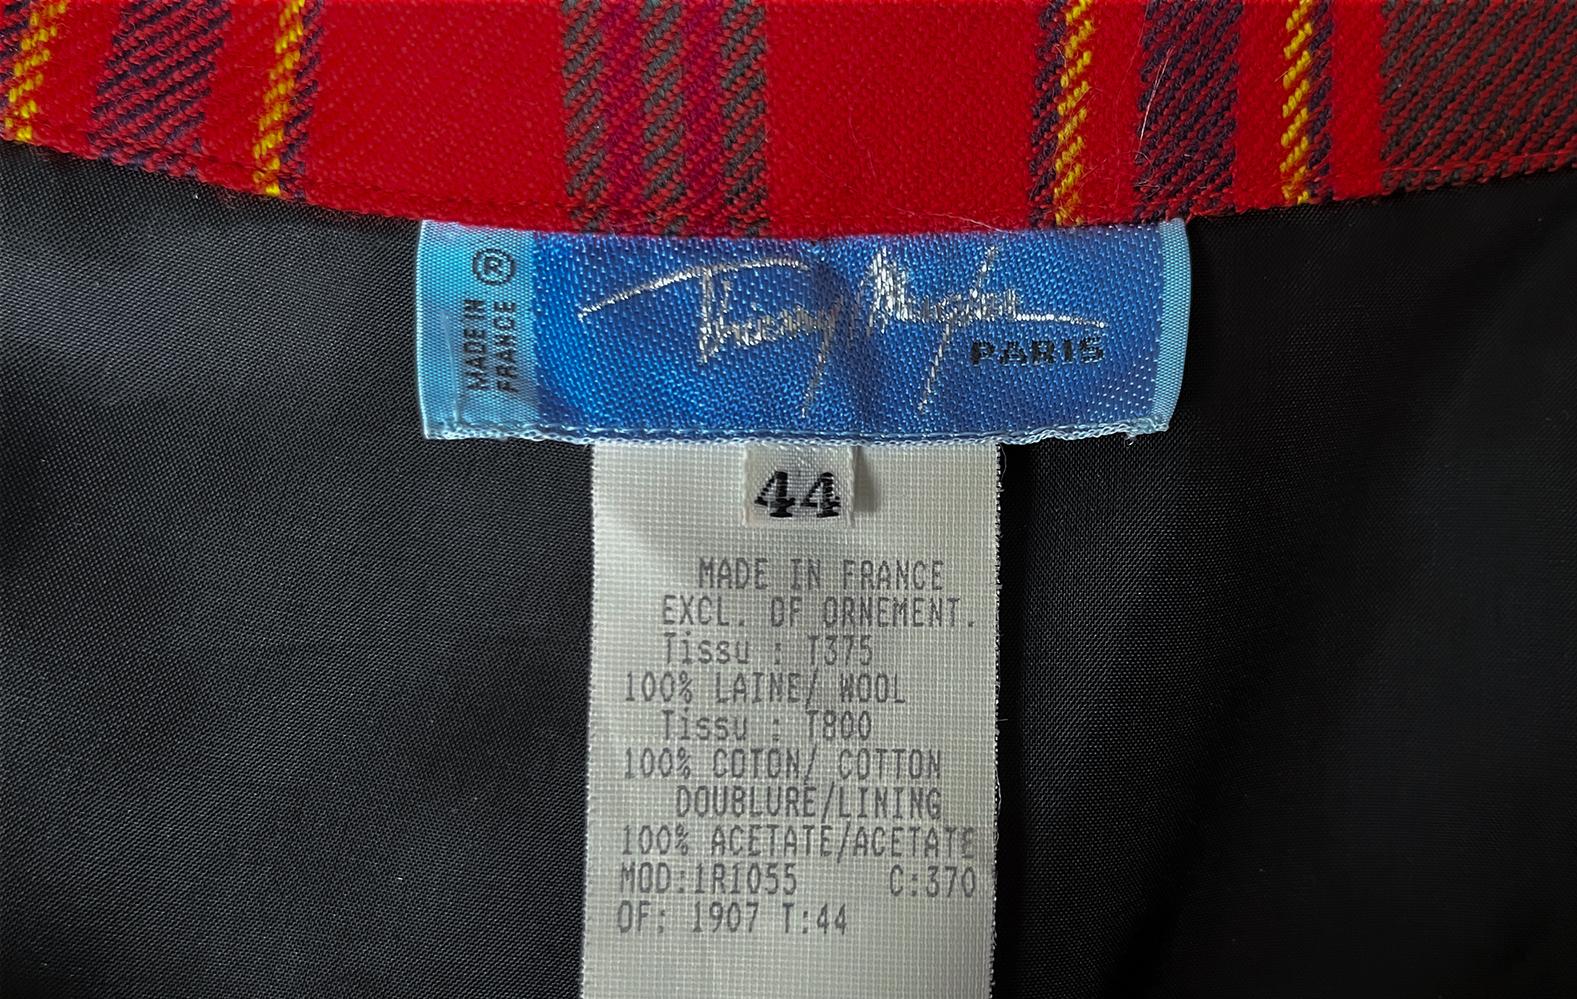 MADE IN
FRANCE
®
Thierry Mugler
PARIS
44
MADE IN FRANCE
EXCL. OF ORNEMENT.
Tissu : T375
100% LAINE/ WOOL
Tissu : T800
100% COTON/ COTTON
DOUBLURE/LINING
100% ACETATE/ACETATE
MOD:1R1055 C:370
OF: 1907 T:44